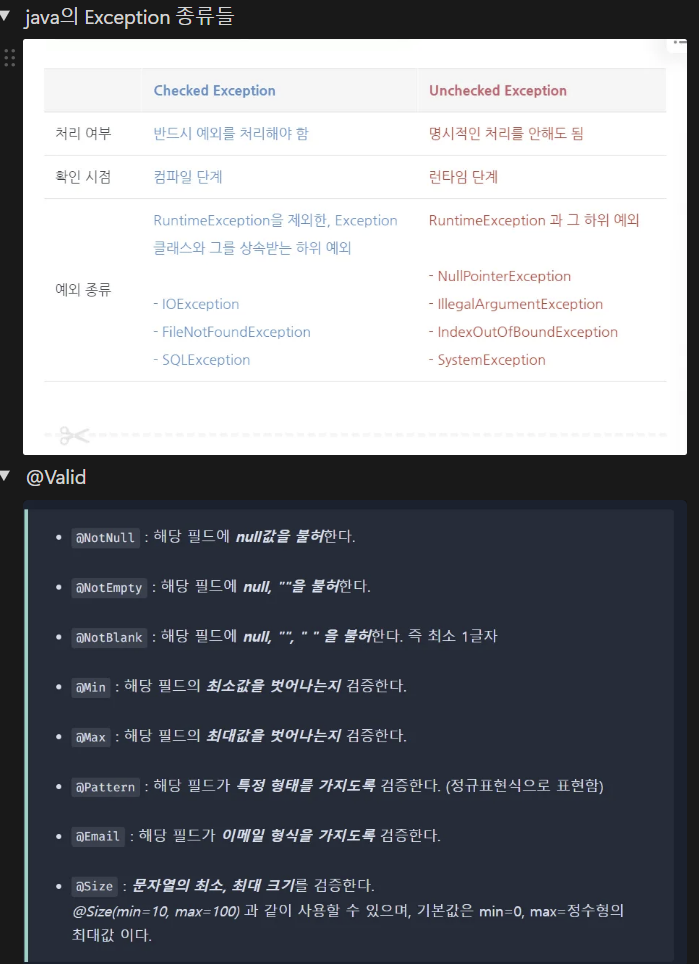 java의 Exception 종류들
Checked Exception
Unchecked Exception
처리 여부
반드시 예외를 처리해야 함
명시적인 처리를 안해도 됨
확인 시점
컴파일 단계
런타임 단계
예외 종류
RuntimeException을 제외한, Exception
클래스와 그를 상속받는 하위 예외
- IOException
- FileNotFoundException
- SQLException
RuntimeException 과 그 하위 예외
- NullPointerException
- IllegalArgumentException
- IndexOutOfBoundException
- SystemException
@Valid
• @NotNull : 해당 필드에 null값을 불허한다.
• @NotEmpty : 해당 필드에 null, ""을 불허한다.
• @NotBlank : 해당 필드에 null, "", " " 을 불허한다. 즉 최소 1글자
• @Min : 해당 필드의 최소값을 벗어나는지 검증한다.
• @Max : 해당 필드의 최대값을 벗어나는지 검증한다.
• @Pattern : 해당 필드가 특정 형태를 가지도록 검증한다. (정규표현식으로 표현함)
• @Email : 해당 필드가 이메일 형식을 가지도록 검증한다.
• @Size : 문자열의 최소, 최대 크기를 검증한다.
@Size(min=10, max=100) 과 같이 사용할 수 있으며, 기본값은 min=0, max=정수형의
최대값 이다.